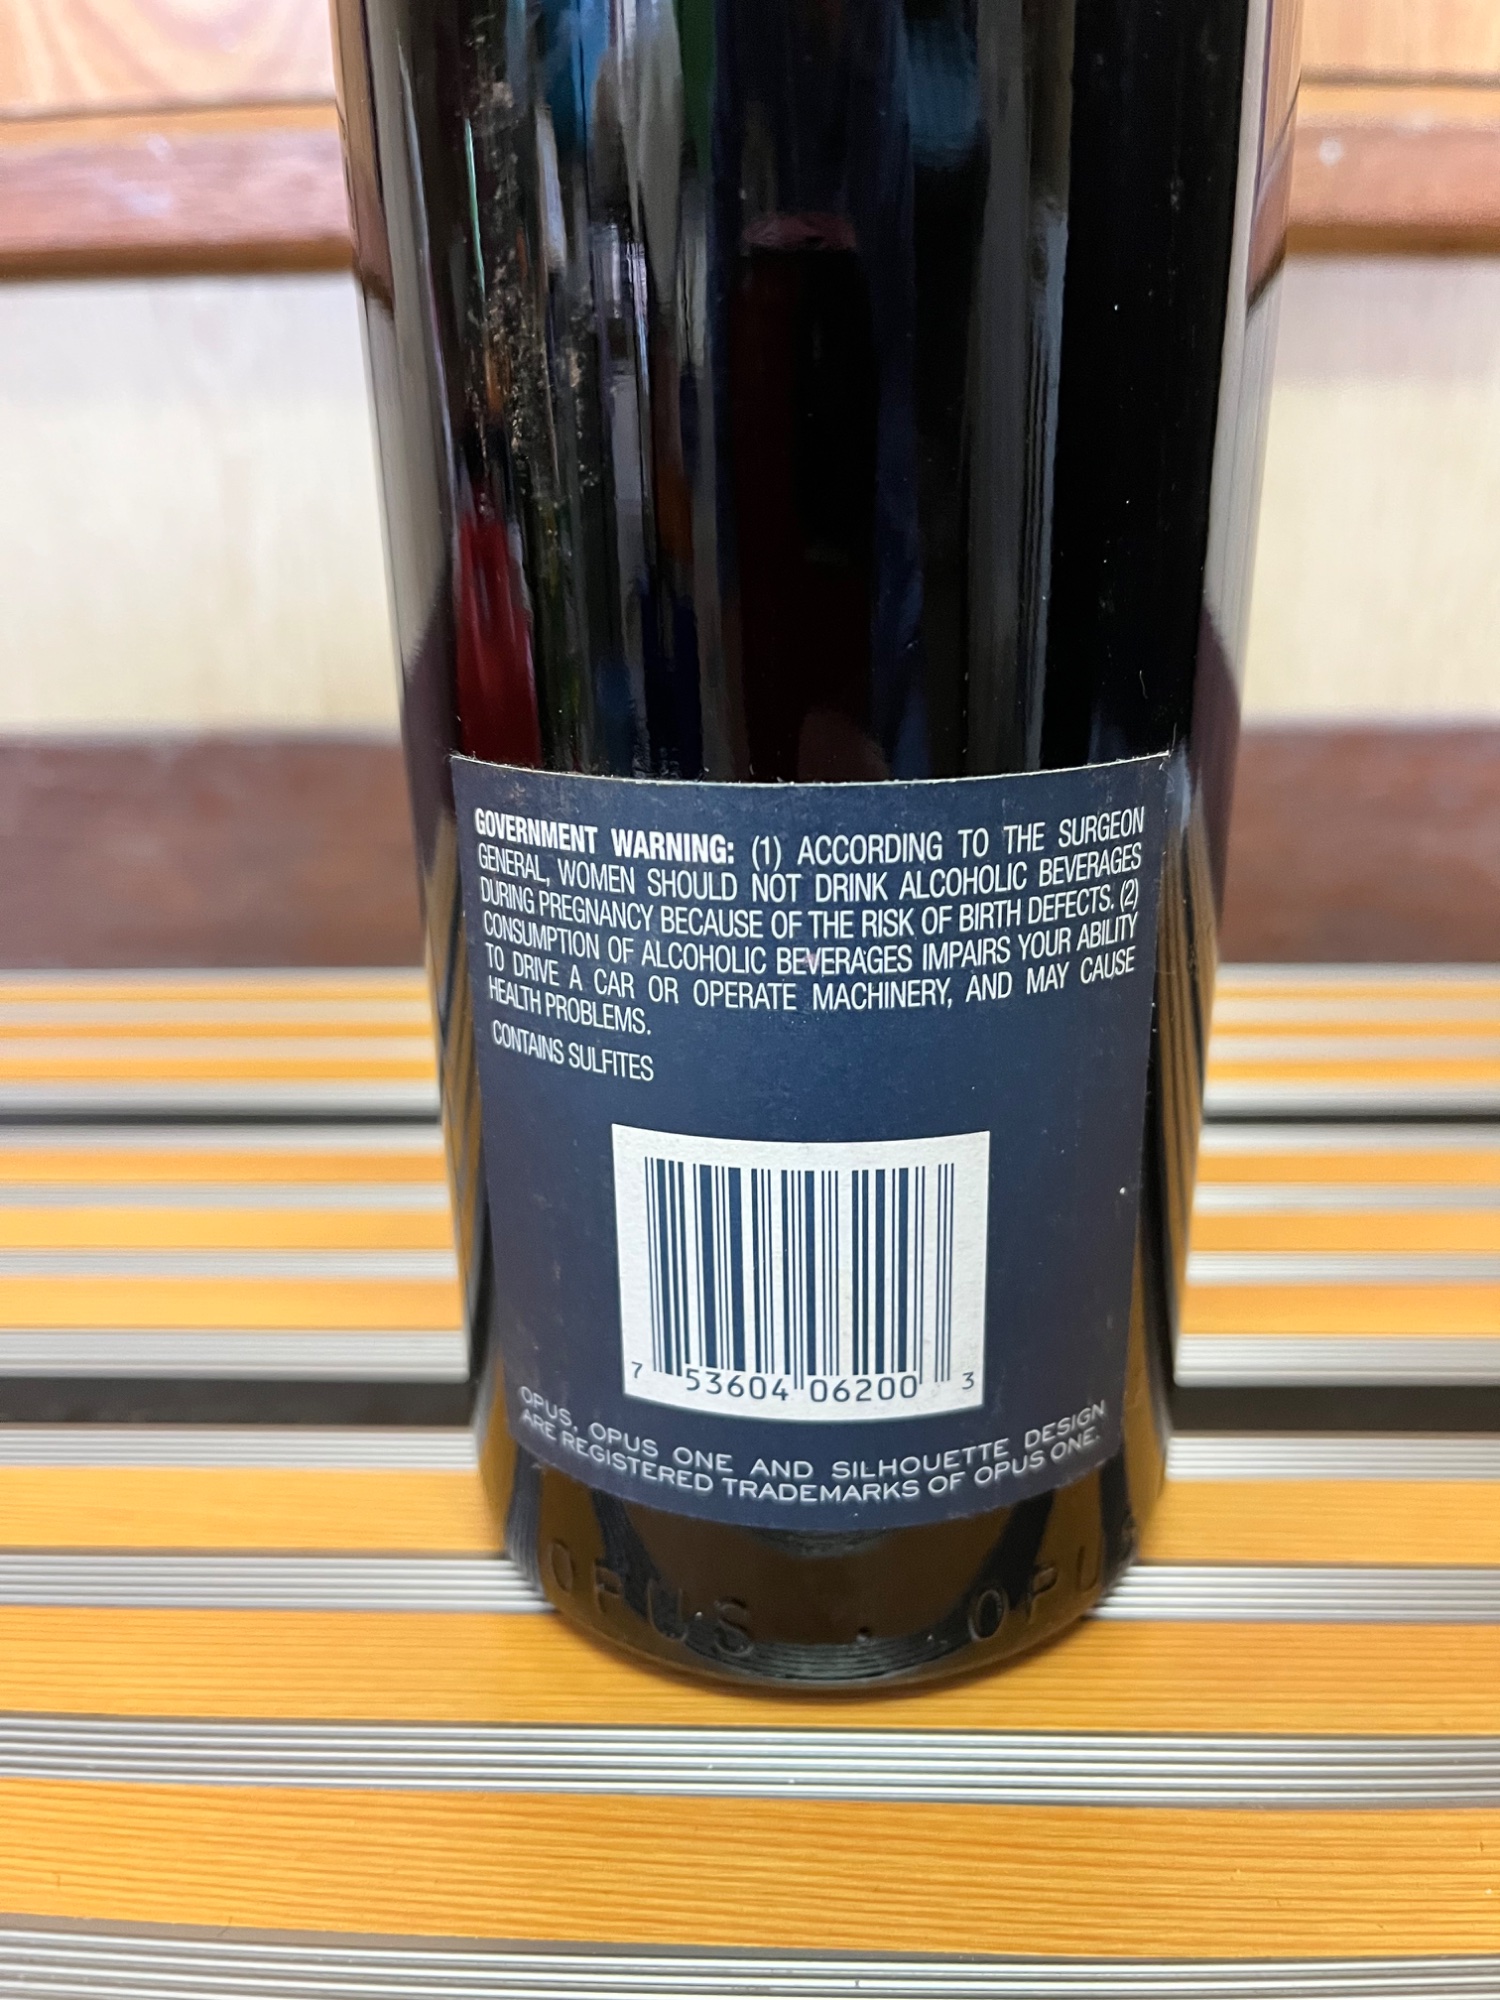 GOVERNMENT WARNING: (1) ACCORDING TO THE SURGEON
GENERAL, WOMEN SHOULD NOT DRINK ALCOHOLIC BEVERAGES
DURING PREGNANCY BECAUSE OF THE RISK OF BIRTH DEFECTS. (2)
CONSUMPTION OF ALCOHOLIC BEVERAGES IMPAIRS YOUR ABILITY
TO DRIVE A CAR OR OPERATE MACHINERY, AND MAY CAUSE
HEALTH PROBLEMS.
CONTAINS SULFITES
7 53604 06200 3
OPUS, OPUS ONE AND SILHOUETTE DESIGN
ARE REGISTERED TRADEMARKS OF OPUS ONE.
OPUS · OPUS